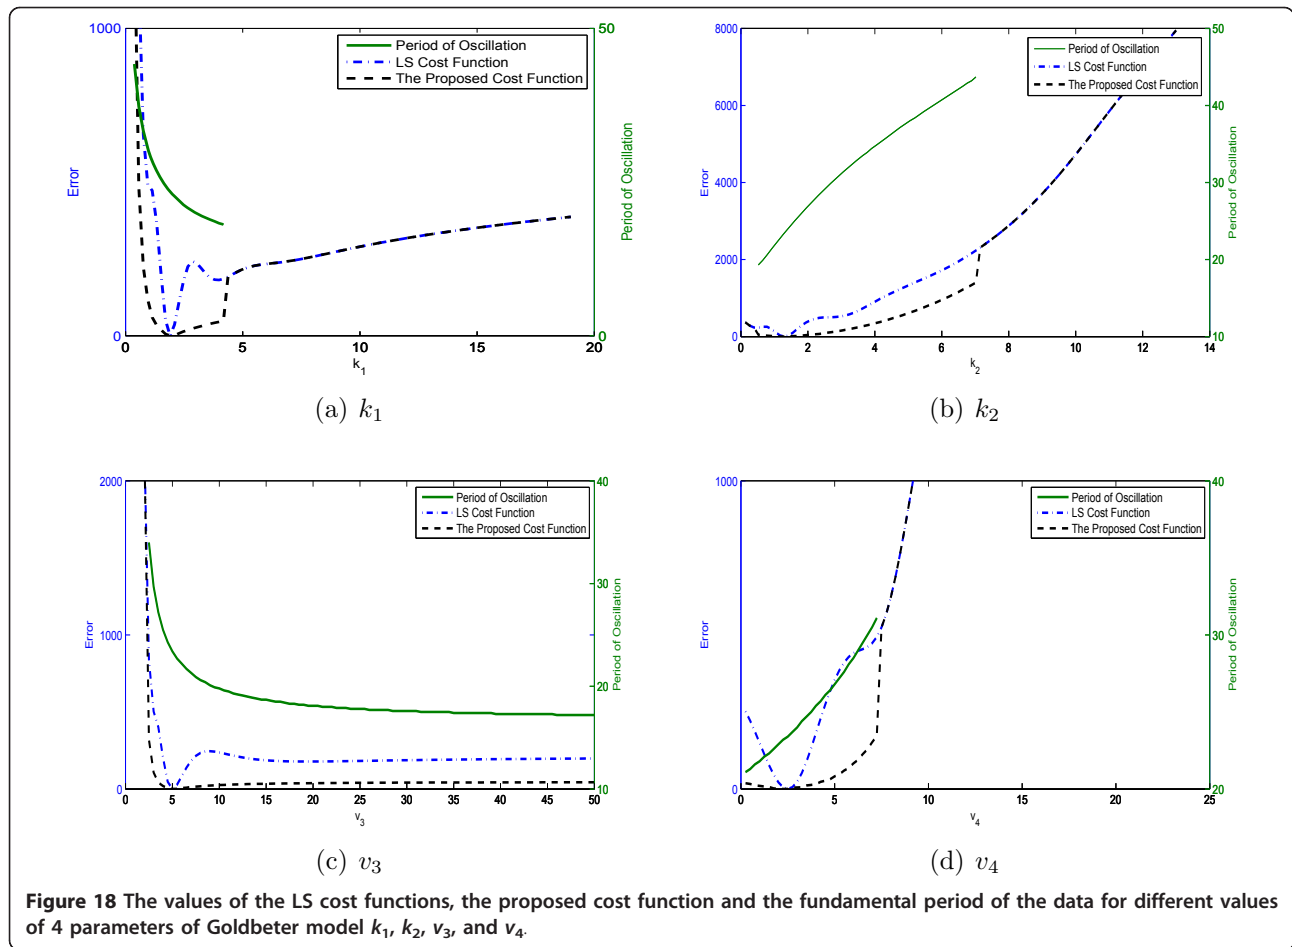 1000
50
Period of Oscillation
LS Cost Function
The Proposed Cost Function
Error
Period of Oscillation
0
0
0 5 10 15 20
k1
(a) k1
8000
6000
4000
3000
2000
1000
0
50
40
30
20
10
Period of Oscillation
LS Cost Function
The Proposed Cost Function
Error
Period of Oscillation
0 2 4 6 8 10 12 14
k2
(b) k2
2000
1000
0
40
30
20
10
Period of Oscillation
LS Cost Function
The Proposed Cost Function
Error
Period of Oscillation
0 5 10 15 20 25 30 35 40 45 50
v3
(c) v3
1000
0
40
30
20
Period of Oscillation
LS Cost Function
The Proposed Cost Function
Error
Period of Oscillation
0 5 10 15 20 25
v4
(d) v4
Figure 18 The values of the LS cost functions, the proposed cost function and the fundamental period of the data for different values
of 4 parameters of Goldbeter model k1, k2, v3, and v4.